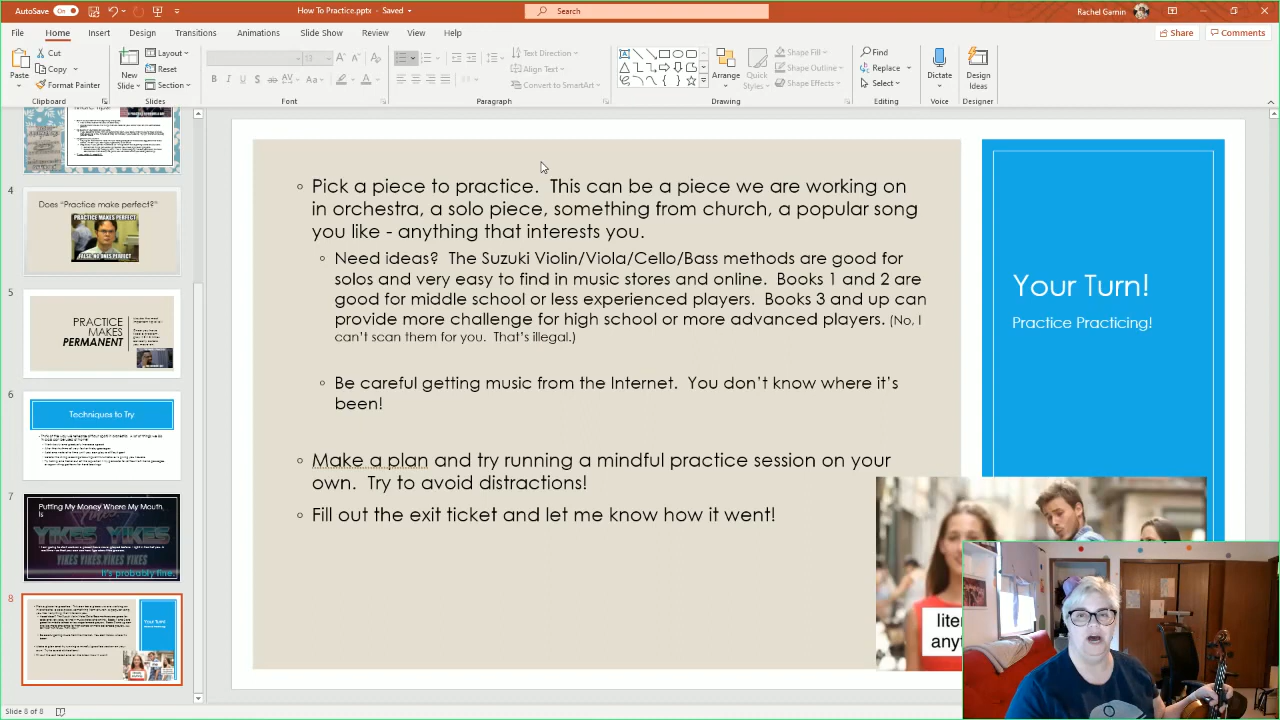 AutoSave On How To Practice.pptx - Saved Search Rachel Gamin
File Home Insert Design Transitions Animations Slide Show Review View Help Share Comments
Cut Layout Text Direction Shape Fill Find
Paste Copy New Slide Reset Align Text Arrange Quick Styles Shape Outline Replace Dictate Design Ideas
Format Painter Section Convert to SmartArt Shape Effects Select
Clipboard Slides Font Paragraph Drawing Editing Voice Designer
4
Does "Practice make perfect?"
PRACTICE MAKES PERFECT
FALSE. NO ONES PERFECT
5
PRACTICE
MAKES
PERMANENT
6
Techniques to Try
7
Putting My Money Where My Mouth
Is
YIKES YIKES
YIKES YIKES YIKES YIKES
It's probably fine.
8
Pick a piece to practice. This can be a piece we are working on
in orchestra, a solo piece, something from church, a popular song
you like - anything that interests you.
Need ideas? The Suzuki Violin/Viola/Cello/Bass methods are good for
solos and very easy to find in music stores and online. Books 1 and 2 are
good for middle school or less experienced players. Books 3 and up can
provide more challenge for high school or more advanced players. (No, I
can't scan them for you. That's illegal.)
Be careful getting music from the Internet. You don't know where it's
been!
Make a plan and try running a mindful practice session on your
own. Try to avoid distractions!
Fill out the exit ticket and let me know how it went!
Your Turn!
Practice Practicing!
Slide 8 of 8